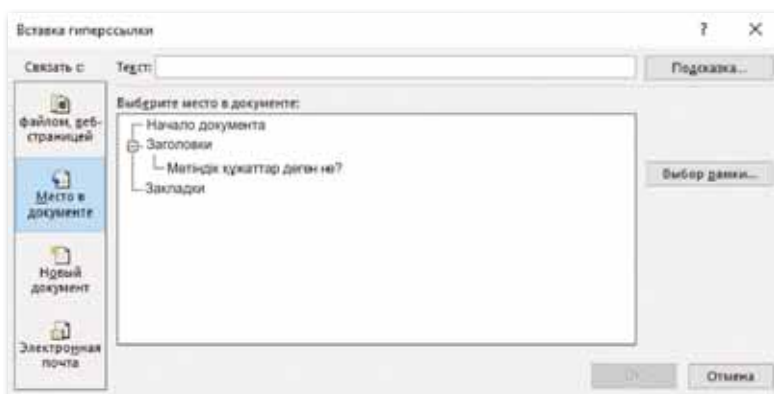 Вставка гиперссылки ? ×
Связать с: Текст: Подсказка...
Выберите место в документе:
файлом, веб-
страницей
Начало документа
Заголовки
Мәтіндік құжаттар деген не?
Закладки
Место в
документе
Выбор рамки...
Новый
документ
Электронная
почта
ОК Отмена